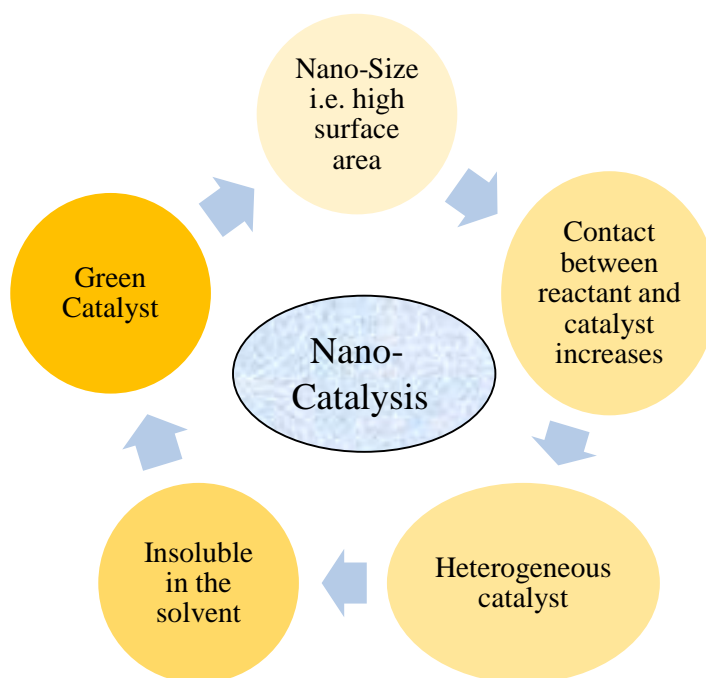 Nano-Size
i.e. high
surface
area
Contact
between
reactant and
catalyst
increases
Heterogeneous
catalyst
Insoluble
in the
solvent
Green
Catalyst
Nano-
Catalysis